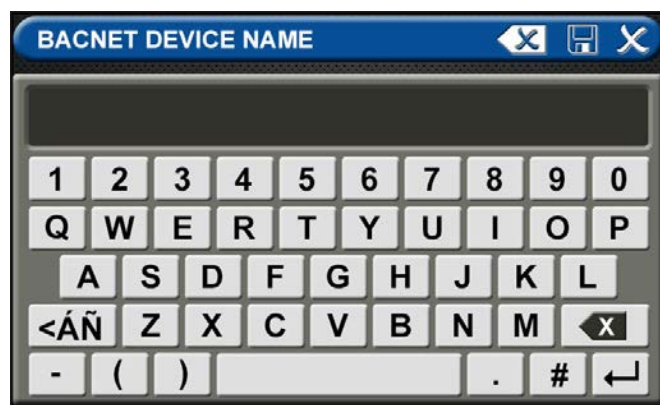 BACNET DEVICE NAME
1 2 3 4 5 6 7 8 9 0
Q W E R T Y U I O P
A S D F G H J K L
<ÁÑ Z X C V B N M X
- ( ) . #